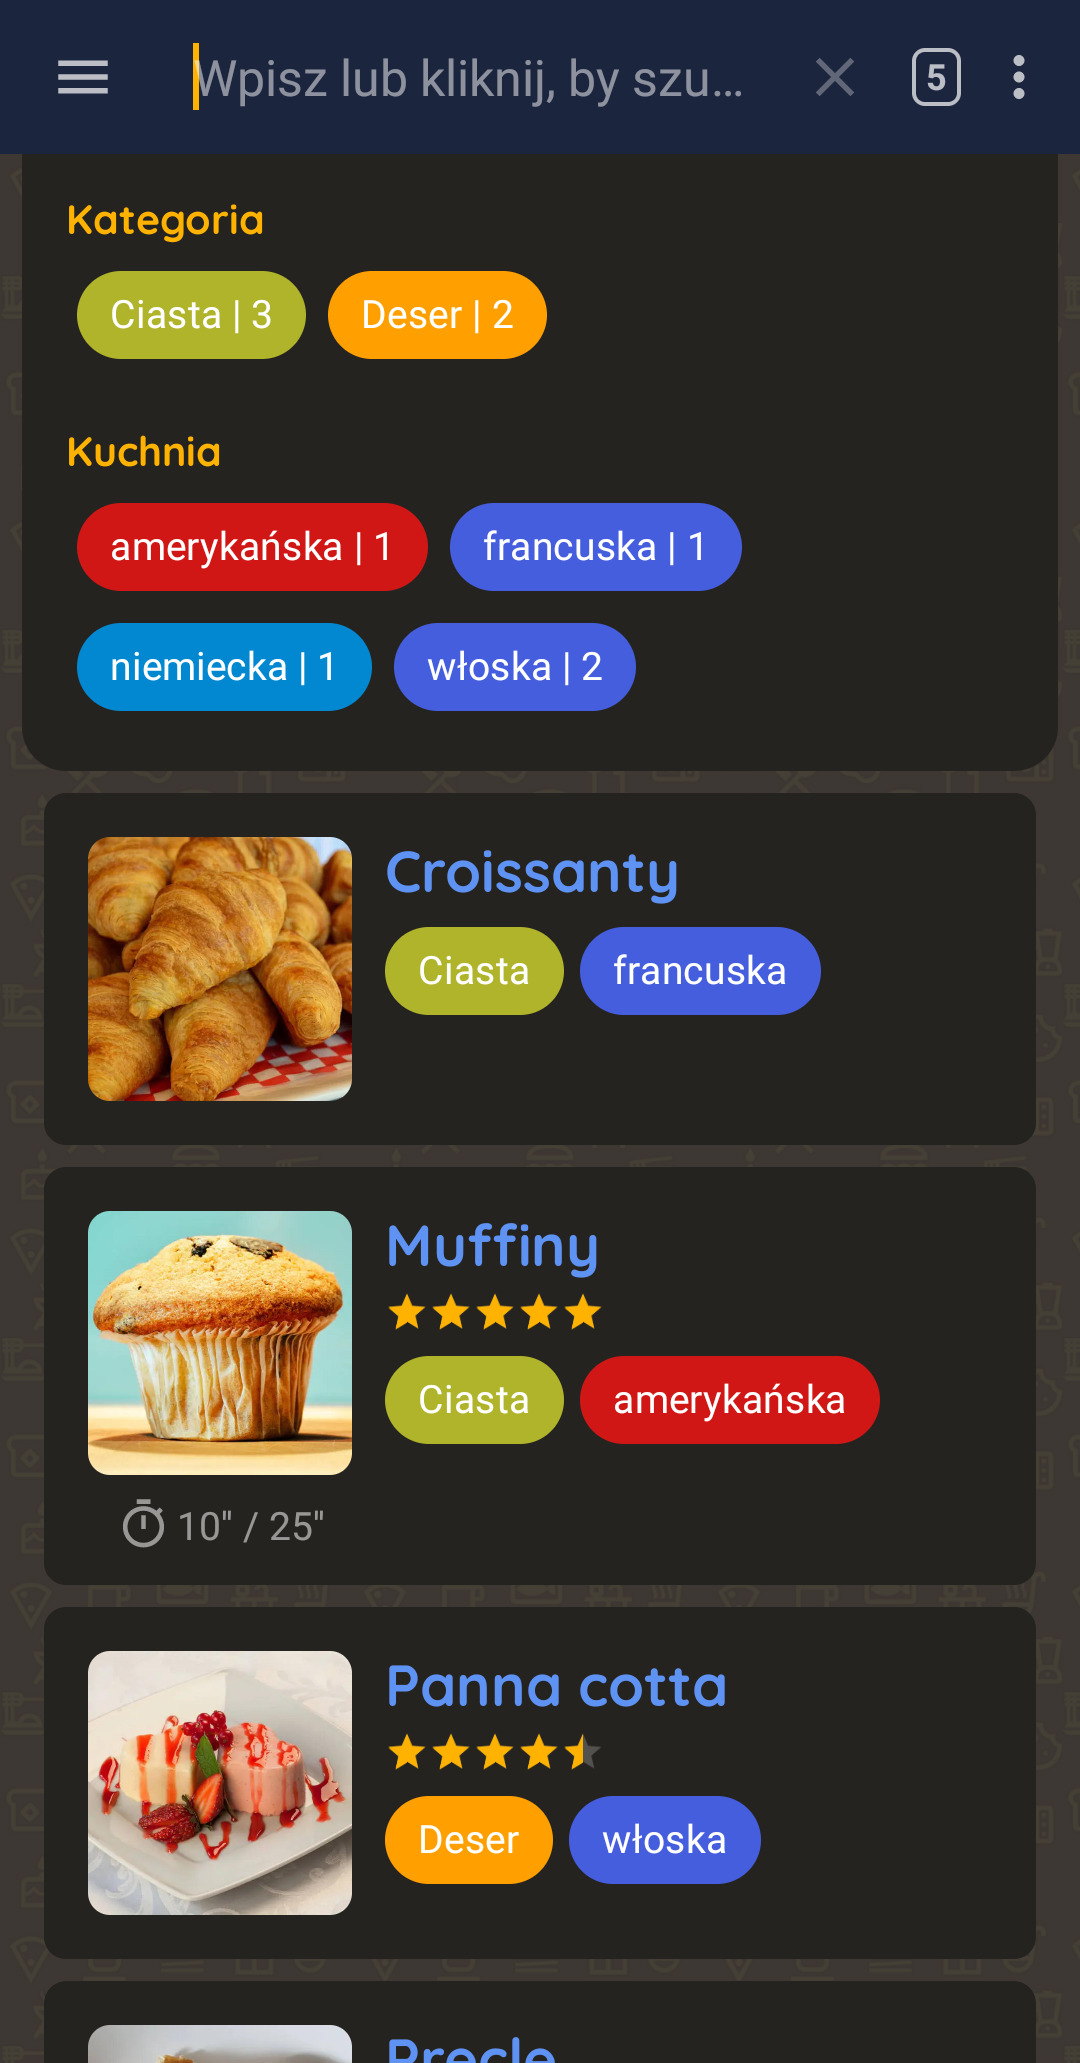 Wpisz lub kliknij, by szu...
5
Kategoria
Ciasta | 3
Deser | 2
Kuchnia
amerykańska | 1
francuska | 1
niemiecka | 1
włoska | 2
Croissanty
Ciasta
francuska
Muffiny
Ciasta
amerykańska
10" / 25"
Panna cotta
Deser
włoska
Precle